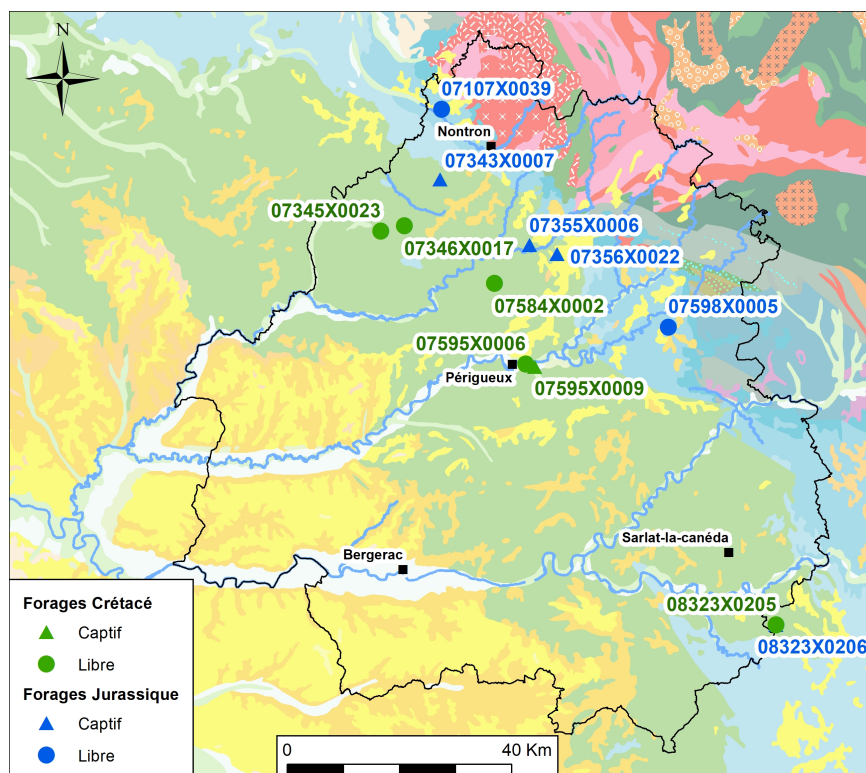 N
07107X0039
Nontron
07343X0007
07345X0023
07346X0017
07355X0006
07356X0022
07584X0002
07598X0005
07595X0006
Périgueux
07595X0009
Sarlat-la-canéda
Bergerac
08323X0205
08323X0206
Forages Crétacé
Captif
Libre
Forages Jurassique
Captif
Libre
0 40 Km